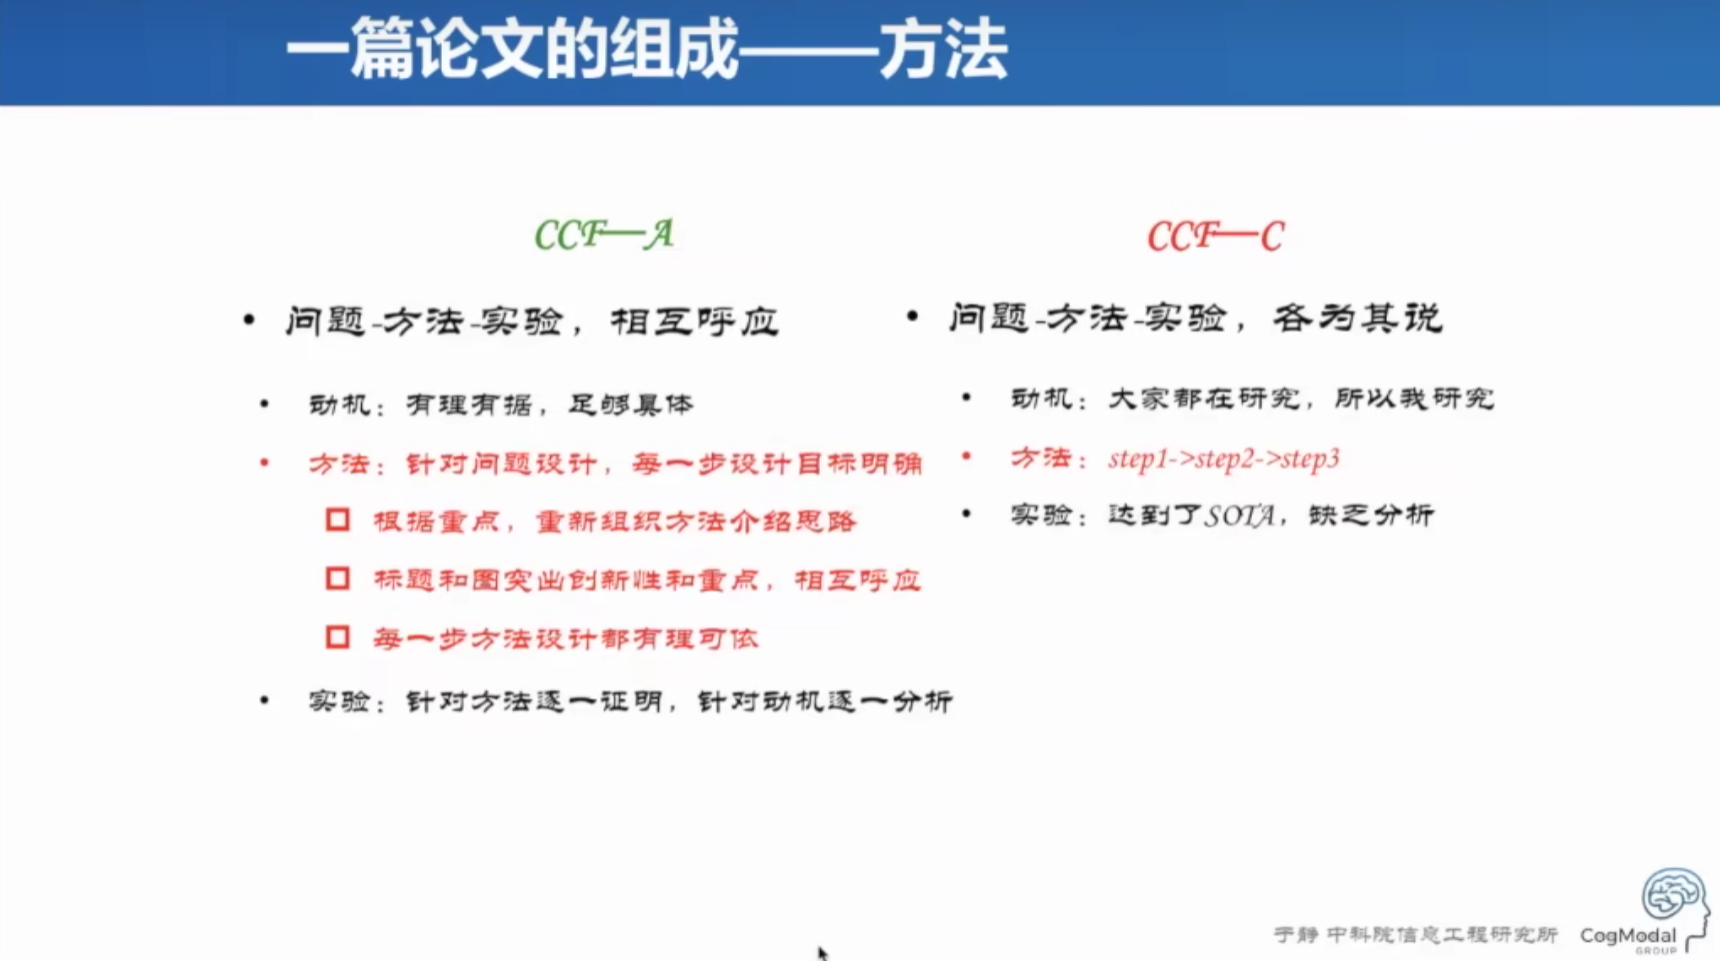 一篇论文的组成——方法
CCF—A
• 问题-方法-实验，相互呼应
• 动机：有理有据，足够具体
• 方法：针对问题设计，每一步设计目标明确
根据重点，重新组织方法介绍思路
标题和图突出创新性和重点，相互呼应
每一步方法设计都有理可依
• 实验：针对方法逐一证明，针对动机逐一分析
CCF—C
• 问题-方法-实验，各为其说
• 动机：大家都在研究，所以我研究
• 方法：step1->step2->step3
• 实验：达到了SOTA，缺乏分析
于静 中科院信息工程研究所
CogModal
GROUP